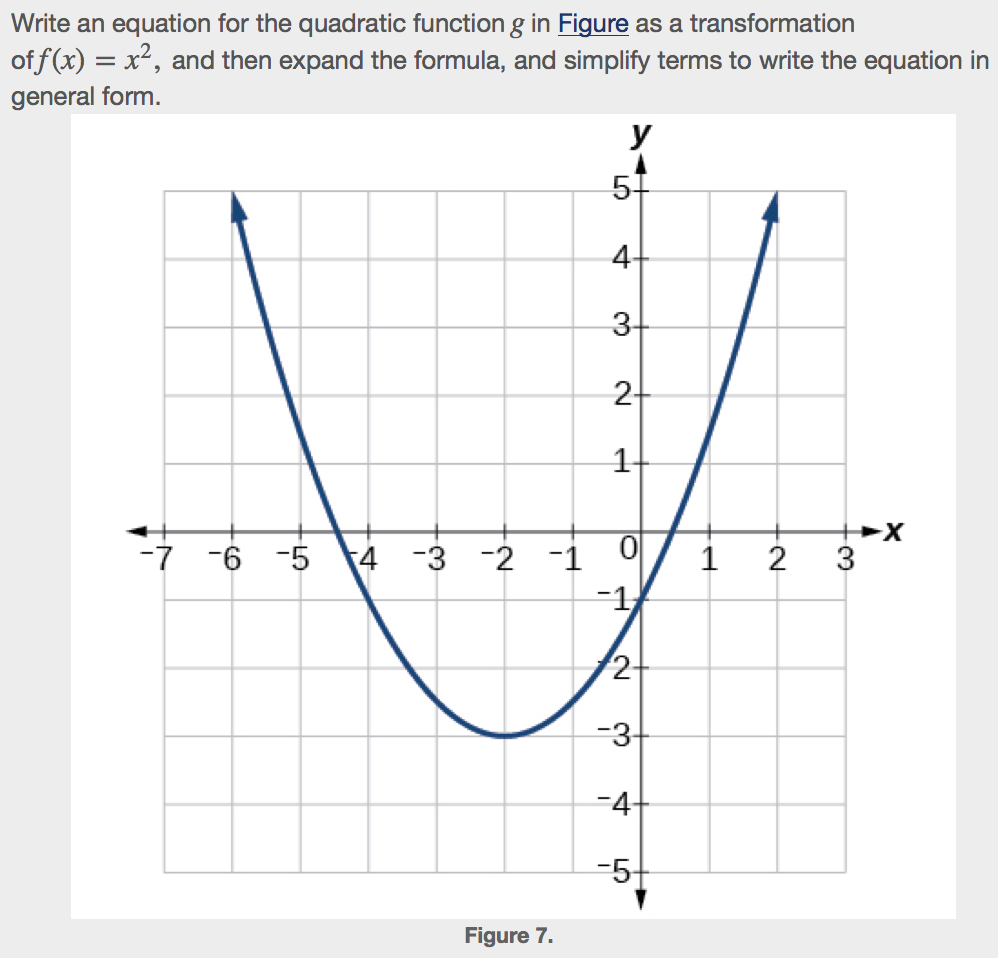 Write an equation for the quadratic function g in Figure as a transformation
of f(x) = x², and then expand the formula, and simplify terms to write the equation in
general form.
y
5
4
3
2
1
x
-7 -6 -5 -4 -3 -2 -1 0 1 2 3
-1
-2
-3
-4
-5
Figure 7.